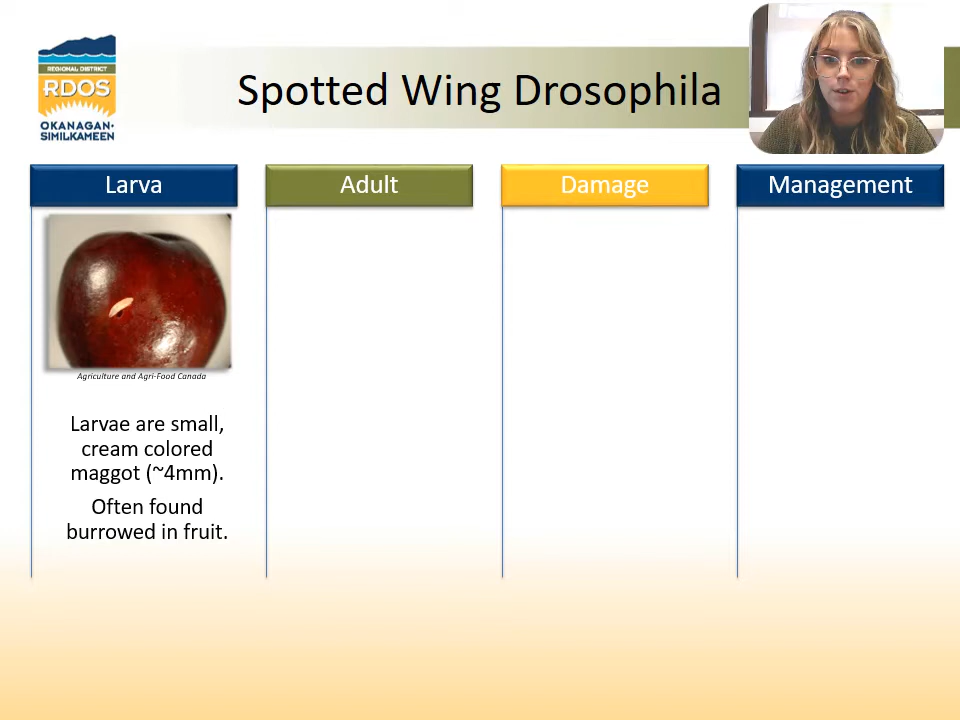 REGIONAL DISTRICT
RDOS
OKANAGAN-
SIMILKAMEEN
Spotted Wing Drosophila
Larva
Adult
Damage
Management
Agriculture and Agri-Food Canada
Larvae are small,
cream colored
maggot (~4mm).
Often found
burrowed in fruit.